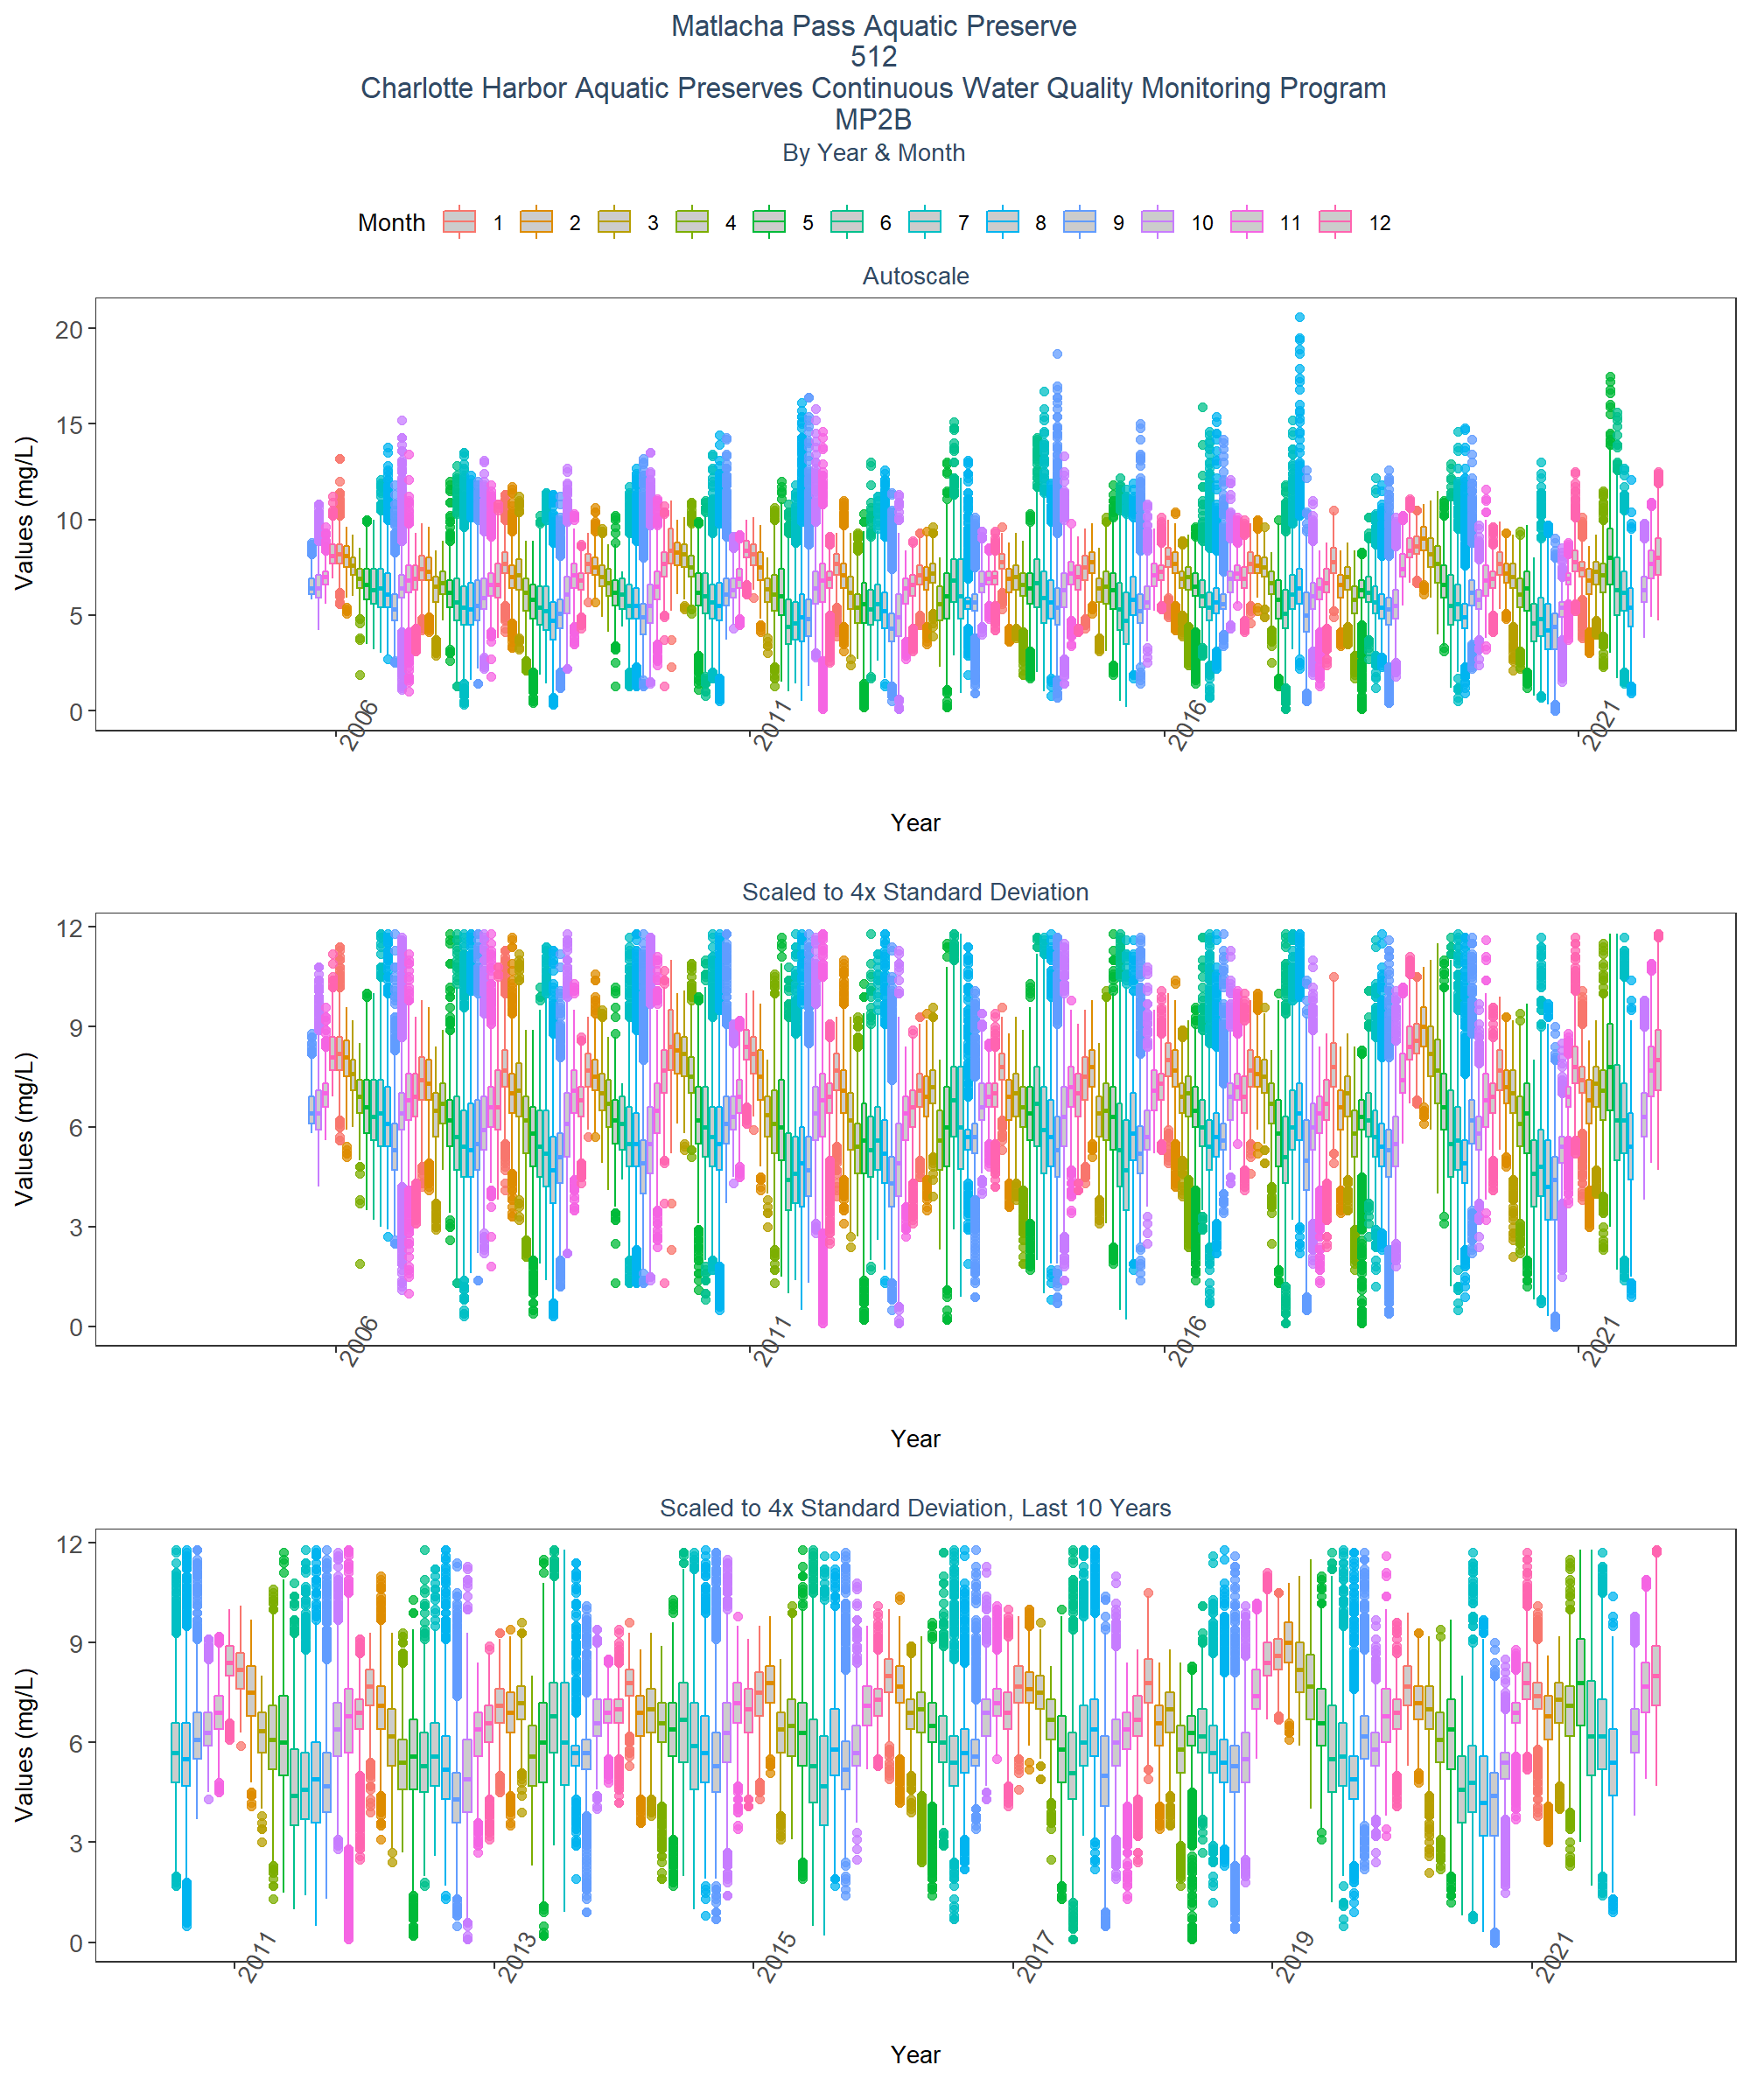 Matlacha Pass Aquatic Preserve
512
Charlotte Harbor Aquatic Preserves Continuous Water Quality Monitoring Program
MP2B
By Year & Month
Month 1 2 3 4 5 6 7 8 9 10 11 12
Autoscale
Values (mg/L)
20
15
10
5
0
2006 2011 2016 2021
Year
Scaled to 4x Standard Deviation
Values (mg/L)
12
9
6
3
0
2006 2011 2016 2021
Year
Scaled to 4x Standard Deviation, Last 10 Years
Values (mg/L)
12
9
6
3
0
2011 2013 2015 2017 2019 2021
Year